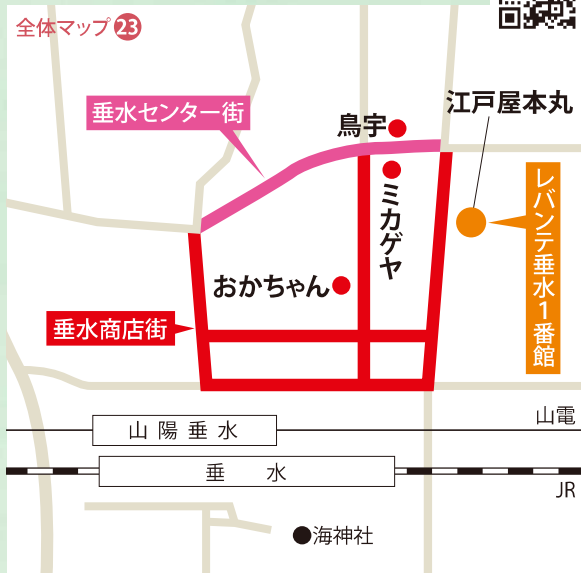 全体マップ 23
垂水センター街
鳥宇
江戸屋本丸
ミカゲヤ
レバンテ垂水1番館
おかちゃん
垂水商店街
山陽垂水
山電
垂水
JR
海神社